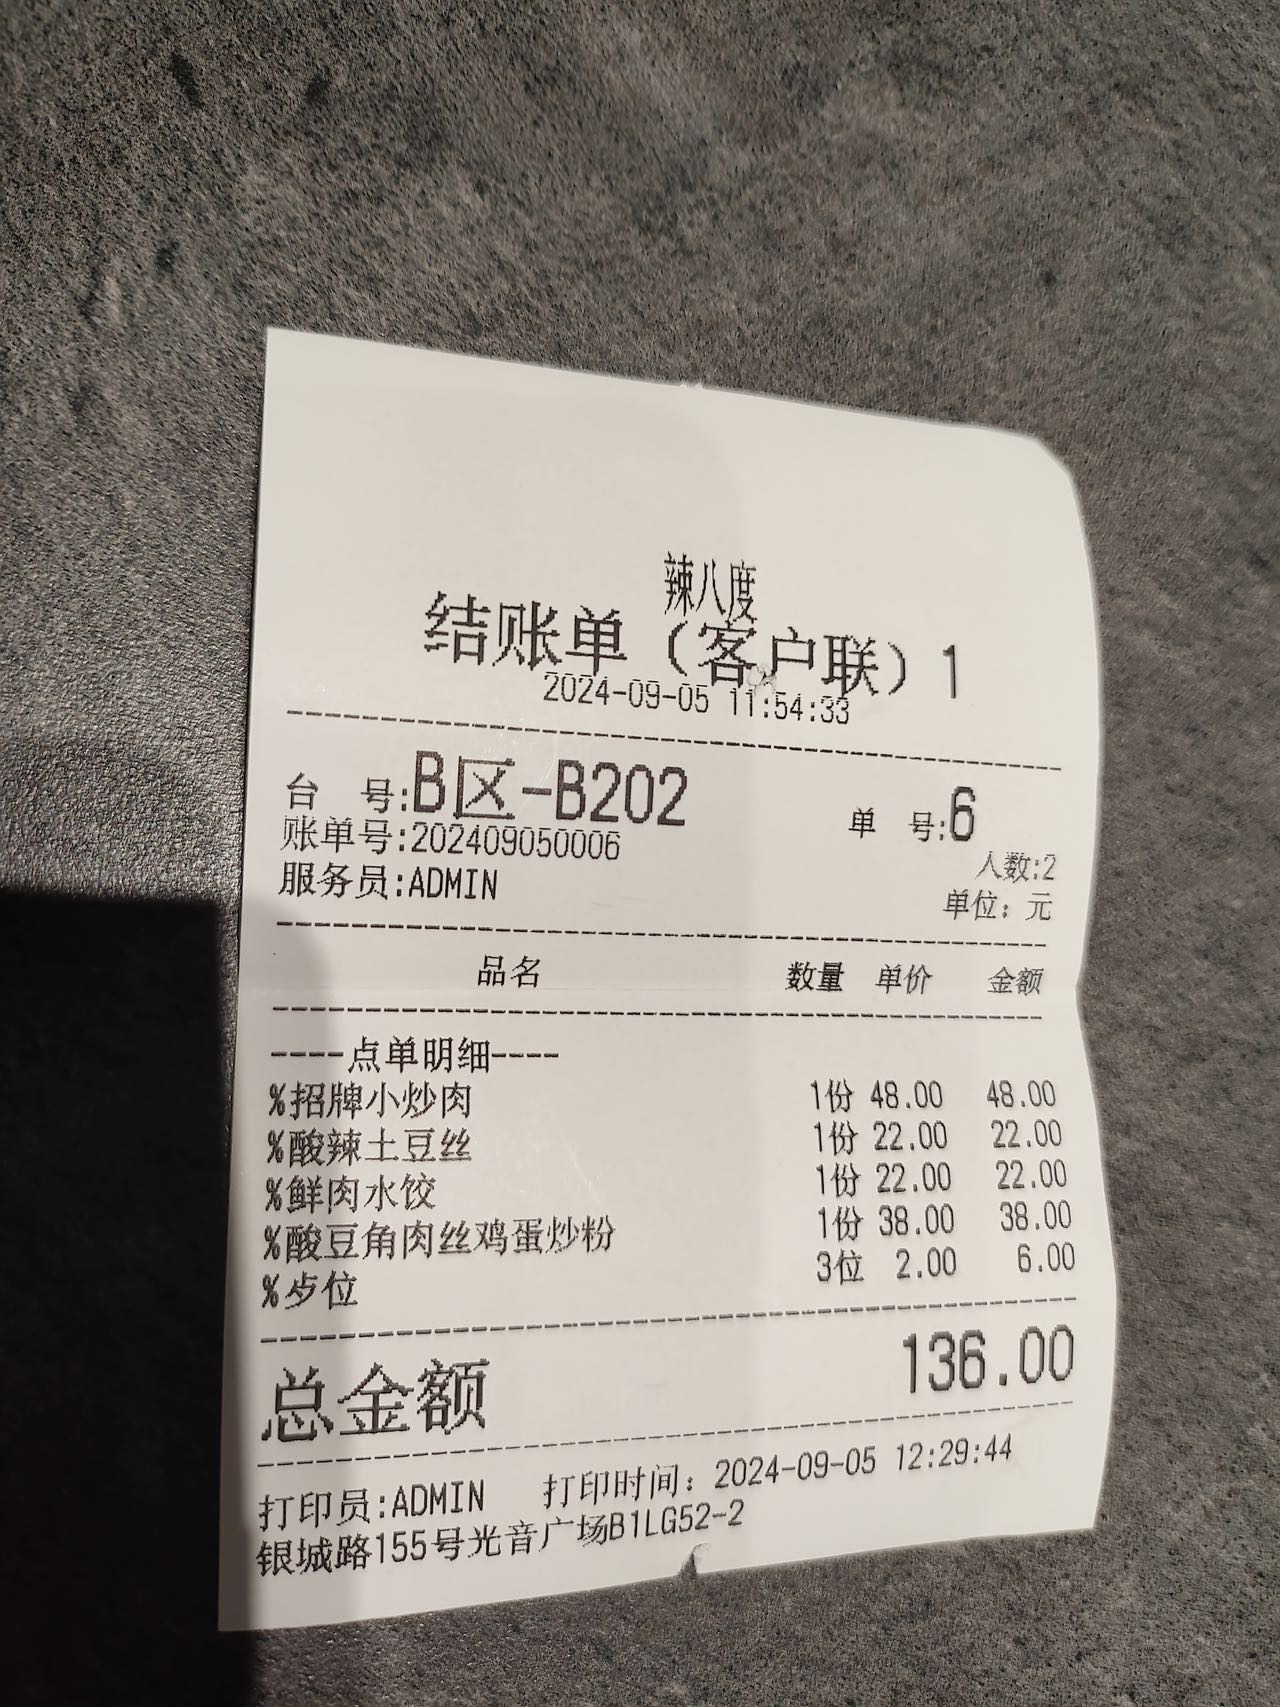 辣八度
结账单（客户联）1
2024-09-05 11:54:33
台 号:B区-B202 单 号:6
账单号:202409050006 人数:2
服务员:ADMIN 单位：元
品名 数量 单价 金额
----点单明细----
%招牌小炒肉 1份 48.00 48.00
%酸辣土豆丝 1份 22.00 22.00
%鲜肉水饺 1份 22.00 22.00
%酸豆角肉丝鸡蛋炒粉 1份 38.00 38.00
%歺位 3位 2.00 6.00
总金额 136.00
打印员:ADMIN 打印时间：2024-09-05 12:29:44
银城路155号光音广场B1LG52-2